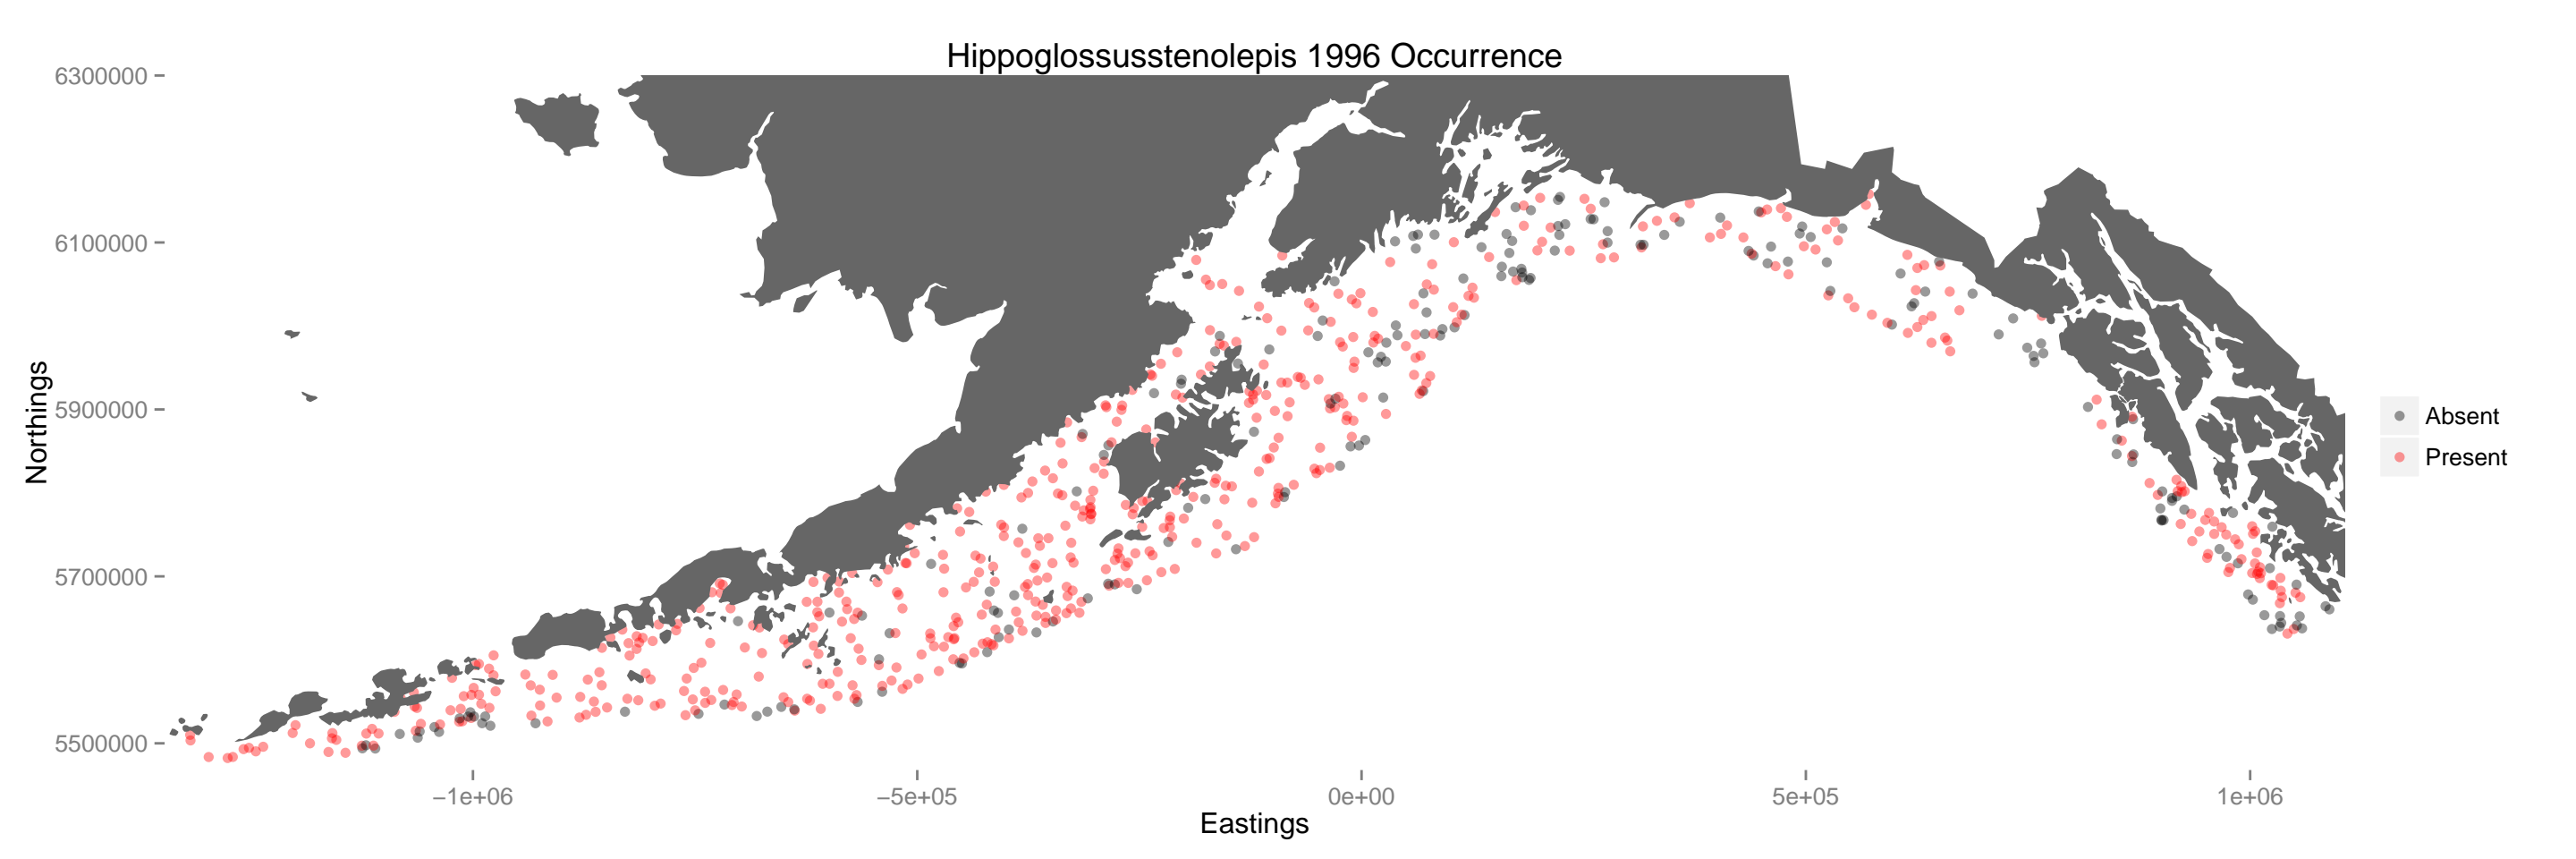 Hippoglossusstenolepis 1996 Occurrence
6300000
6100000
5900000
5700000
5500000
Northings
−1e+06
−5e+05
0e+00
5e+05
1e+06
Eastings
Absent
Present